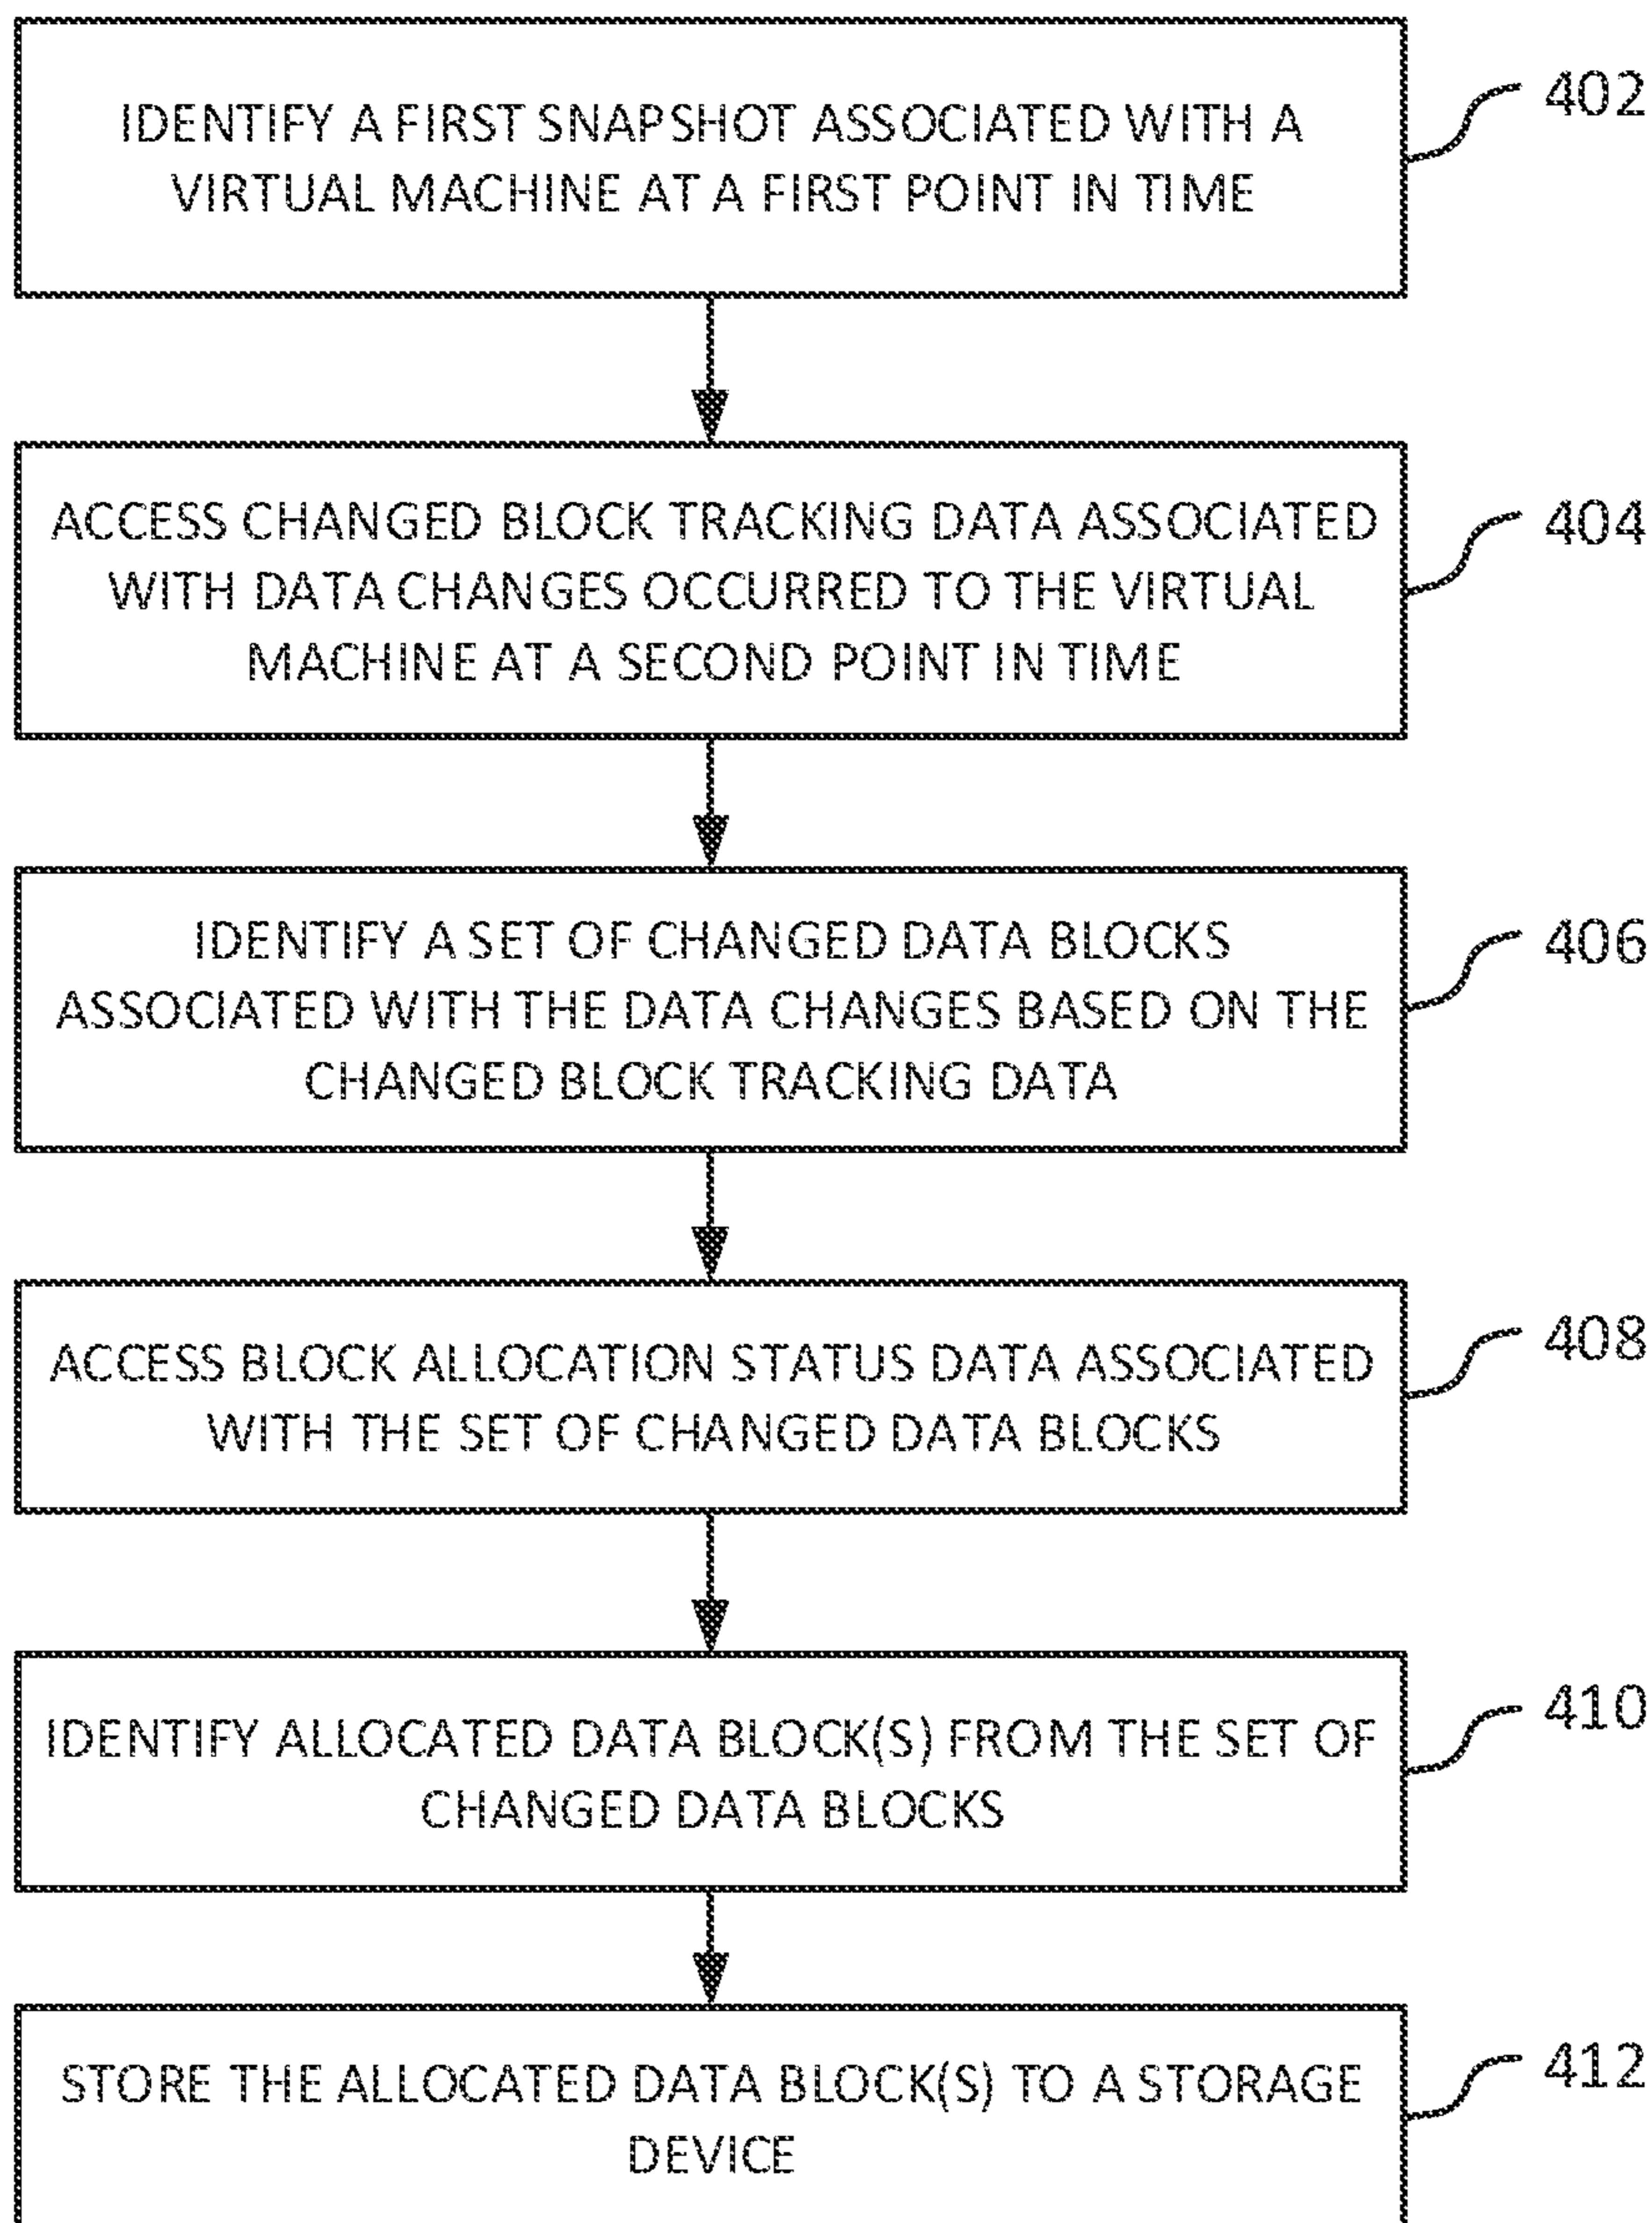 IDENTIFY A FIRST SNAPSHOT ASSOCIATED WITH A
VIRTUAL MACHINE AT A FIRST POINT IN TIME
402
ACCESS CHANGED BLOCK TRACKING DATA ASSOCIATED
WITH DATA CHANGES OCCURRED TO THE VIRTUAL
MACHINE AT A SECOND POINT IN TIME
404
IDENTIFY A SET OF CHANGED DATA BLOCKS
ASSOCIATED WITH THE DATA CHANGES BASED ON THE
CHANGED BLOCK TRACKING DATA
406
ACCESS BLOCK ALLOCATION STATUS DATA ASSOCIATED
WITH THE SET OF CHANGED DATA BLOCKS
408
IDENTIFY ALLOCATED DATA BLOCK(S) FROM THE SET OF
CHANGED DATA BLOCKS
410
STORE THE ALLOCATED DATA BLOCK(S) TO A STORAGE
DEVICE
412